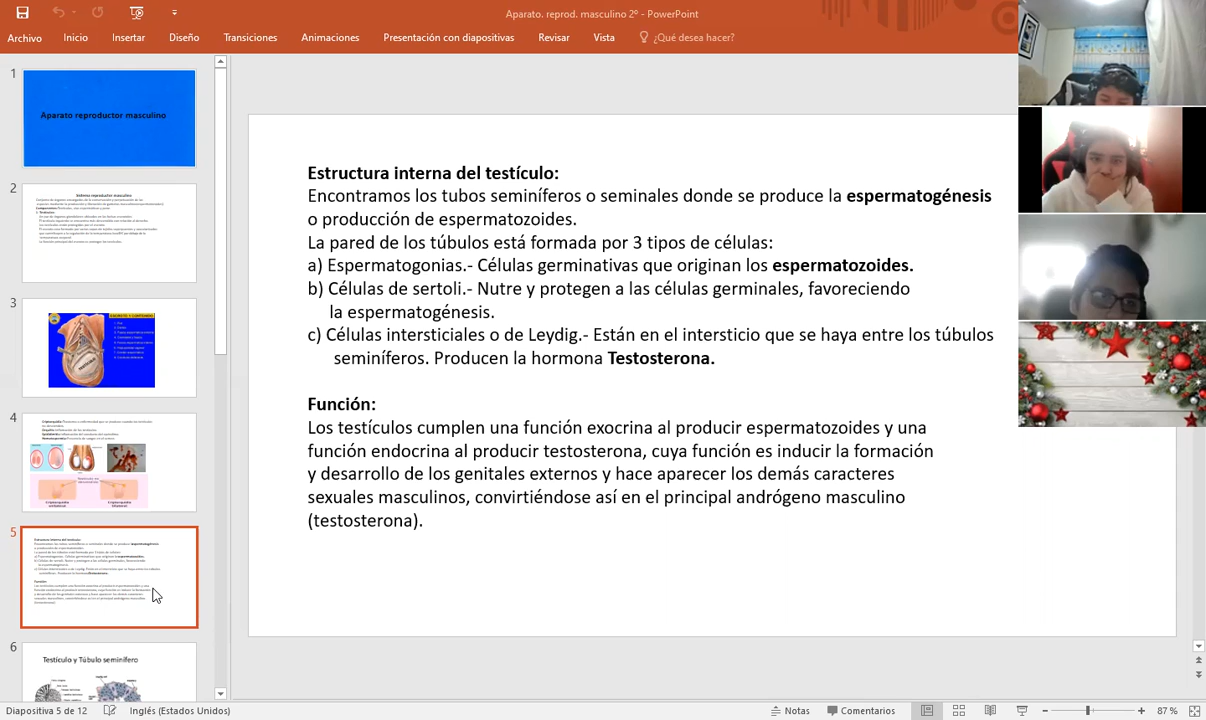 Aparato. reprod. masculino 2º - PowerPoint
Archivo Inicio Insertar Diseño Transiciones Animaciones Presentación con diapositivas Revisar Vista ¿Qué desea hacer?
1
Aparato reproductor masculino
2
3
4
5
6
Testículo y Túbulo seminífero
Estructura interna del testículo:
Encontramos los tubos seminíferos o seminales donde se produce la espermatogénesis
o producción de espermatozoides.
La pared de los túbulos está formada por 3 tipos de células:
a) Espermatogonias.- Células germinativas que originan los espermatozoides.
b) Células de sertoli.- Nutre y protegen a las células germinales, favoreciendo
la espermatogénesis.
c) Células intersticiales o de Leydig.- Están en el intersticio que se haya entre los túbulos
seminíferos. Producen la hormona Testosterona.
Función:
Los testículos cumplen una función exocrina al producir espermatozoides y una
función endocrina al producir testosterona, cuya función es inducir la formación
y desarrollo de los genitales externos y hace aparecer los demás caracteres
sexuales masculinos, convirtiéndose así en el principal andrógeno masculino
(testosterona).
Diapositiva 5 de 12 Inglés (Estados Unidos) Notas Comentarios 87 %